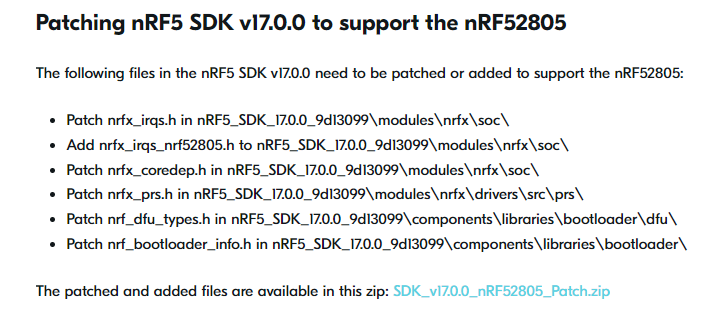 Patching nRF5 SDK v17.0.0 to support the nRF52805
The following files in the nRF5 SDK v17.0.0 need to be patched or added to support the nRF52805:
• Patch nrfx_irqs.h in nRF5_SDK_17.0.0_9d13099\modules\nrfx\soc\
• Add nrfx_irqs_nrf52805.h to nRF5_SDK_17.0.0_9d13099\modules\nrfx\soc\
• Patch nrfx_coredep.h in nRF5_SDK_17.0.0_9d13099\modules\nrfx\soc\
• Patch nrfx_prs.h in nRF5_SDK_17.0.0_9d13099\modules\nrfx\drivers\src\prs\
• Patch nrf_dfu_types.h in nRF5_SDK_17.0.0_9d13099\components\libraries\bootloader\dfu\
• Patch nrf_bootloader_info.h in nRF5_SDK_17.0.0_9d13099\components\libraries\bootloader\
The patched and added files are available in this zip: SDK_v17.0.0_nRF52805_Patch.zip